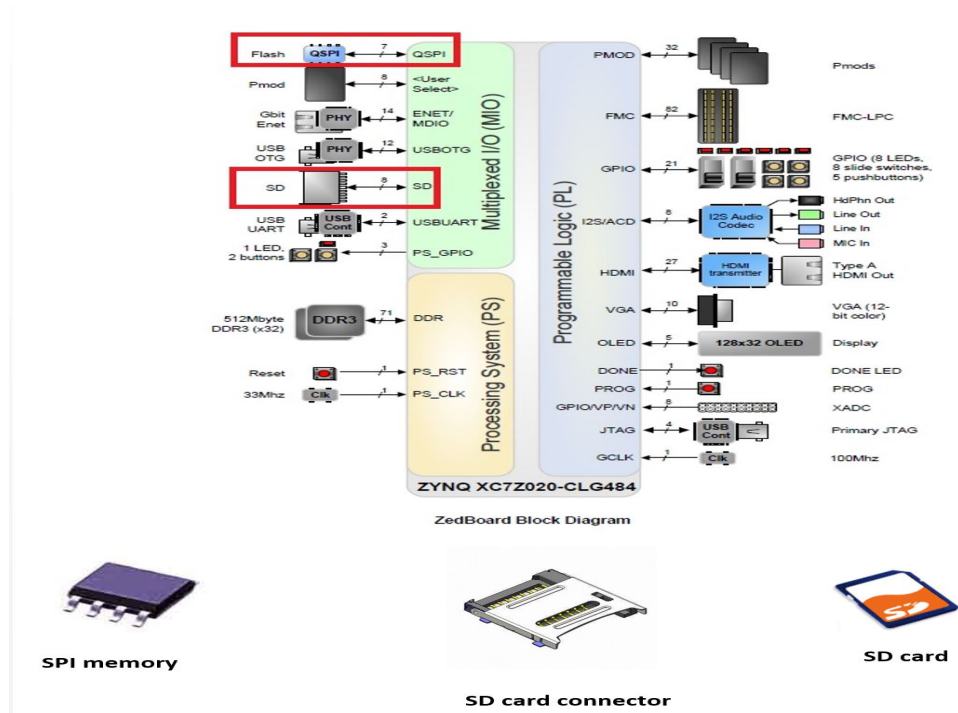 Flash QSPI 7 QSPI
Pmod 8 <User
Select>
Gbit
Enet PHY 14 ENET/
MDIO
USB
OTG PHY 12 USBOTG
SD 8 SD
USB
UART USB
Cont 2 USBUART
1 LED,
2 buttons 3 PS_GPIO
Multiplexed I/O (MIO)
512Mbyte
DDR3 (x32) DDR3 71 DDR
Reset 1 PS_RST
33Mhz Clk 1 PS_CLK
Processing System (PS)
Programmable Logic (PL)
PMOD 32 Pmods
FMC 82 FMC-LPC
GPIO 21 GPIO (8 LEDs,
8 slide switches,
5 pushbuttons)
I2S/ACD 8 I2S Audio
Codec
HdPhn Out
Line Out
Line In
MIC In
HDMI 27 HDMI
transmitter Type A
HDMI Out
VGA 10 VGA (12-
bit color)
OLED 5 128x32 OLED Display
DONE 1 DONE LED
PROG 1 PROG
GPIO/VP/VN 8 XADC
JTAG 4 USB
Cont Primary JTAG
GCLK 1 Clk 100Mhz
ZYNQ XC7Z020-CLG484
ZedBoard Block Diagram
SPI memory
SD card connector
SD
SD card